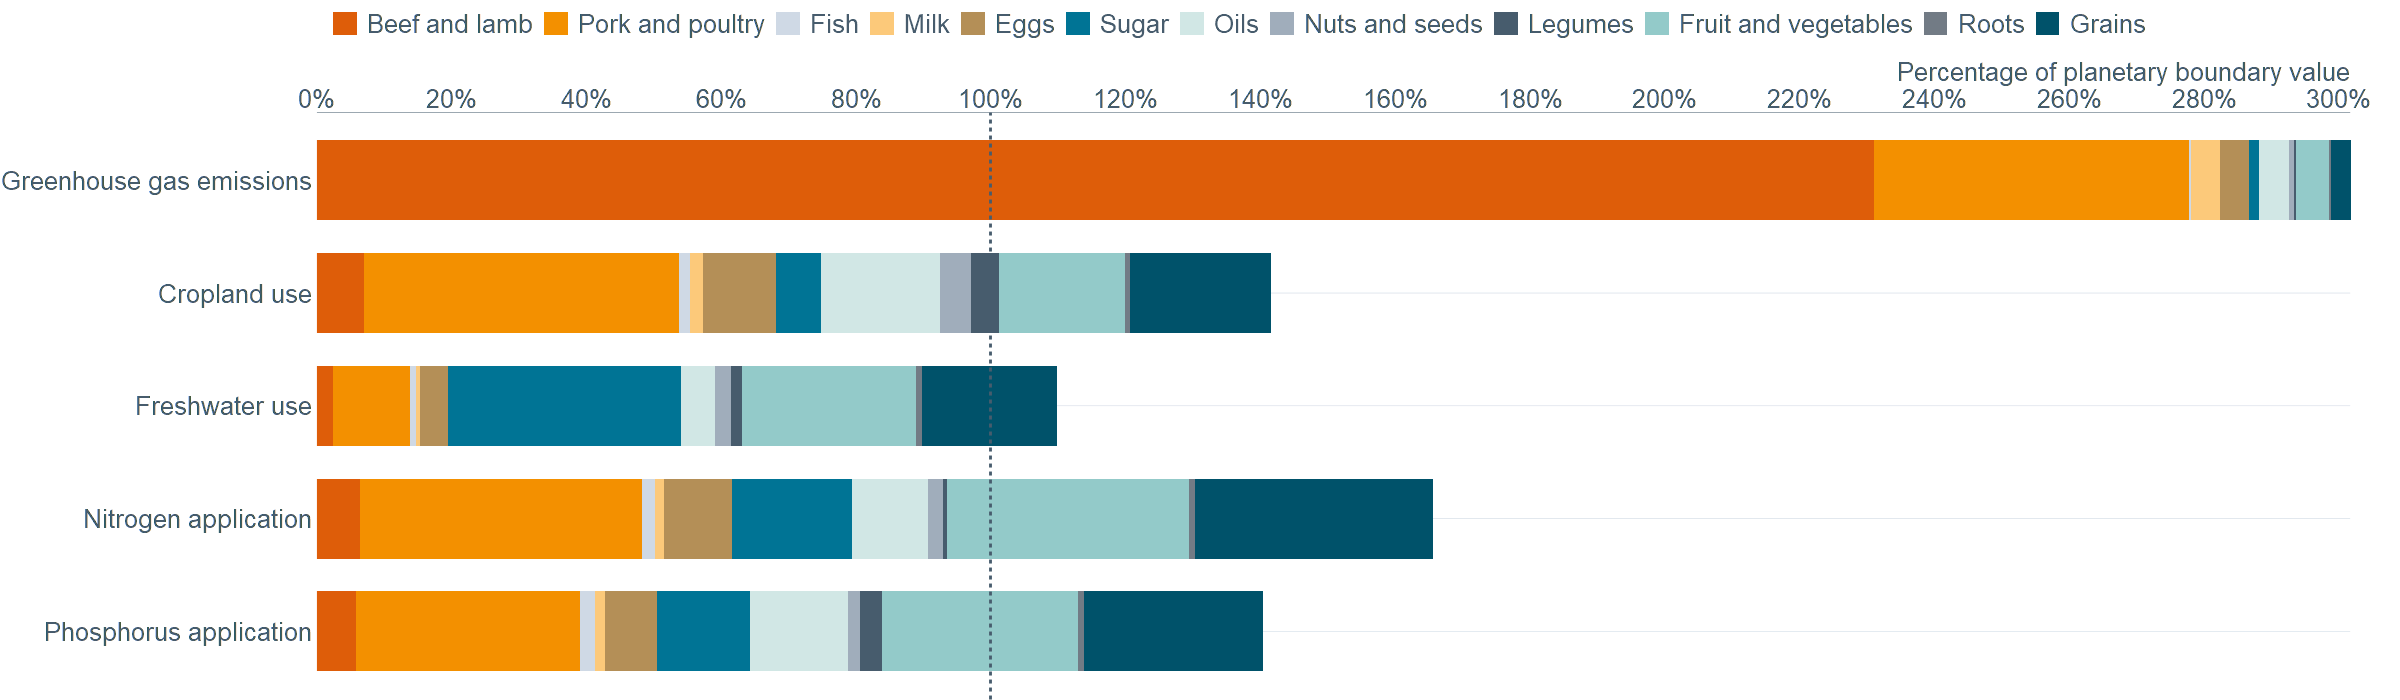 Beef and lamb Pork and poultry Fish Milk Eggs Sugar Oils Nuts and seeds Legumes Fruit and vegetables Roots Grains
Percentage of planetary boundary value
0% 20% 40% 60% 80% 100% 120% 140% 160% 180% 200% 220% 240% 260% 280% 300%
Greenhouse gas emissions
Cropland use
Freshwater use
Nitrogen application
Phosphorus application